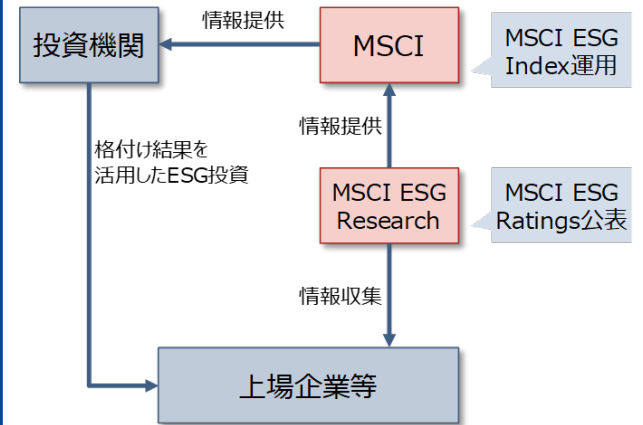 情報提供
投資機関
MSCI
MSCI ESG
Index運用
情報提供
格付け結果を
活用したESG投資
MSCI ESG
Research
MSCI ESG
Ratings公表
情報収集
上場企業等